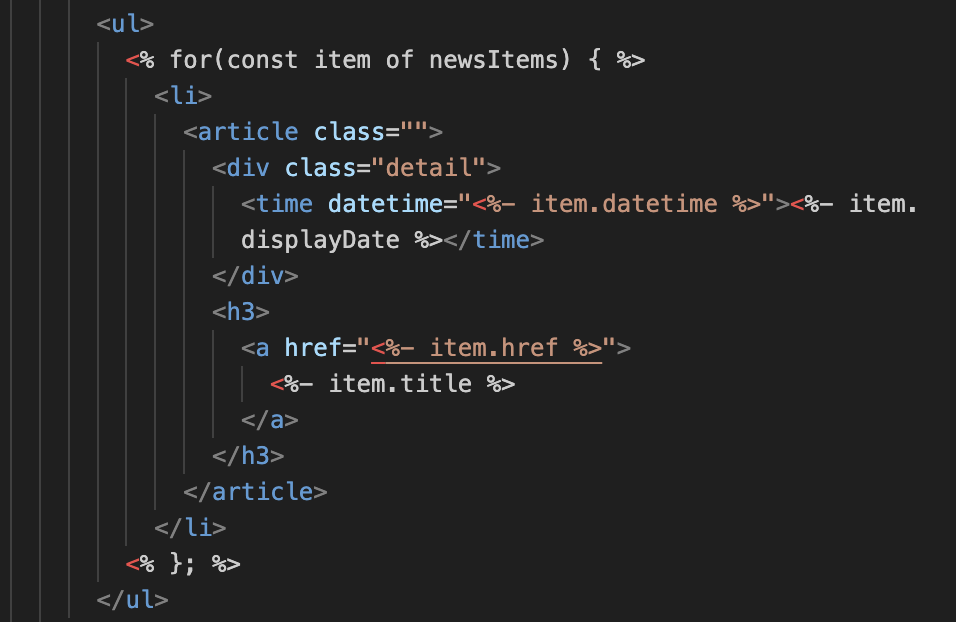 <ul>
<% for(const item of newsItems) { %>
<li>
<article class="">
<div class="detail">
<time datetime="<%- item.datetime %>"><%- item.
displayDate %></time>
</div>
<h3>
<a href="<%- item.href %>">
<%- item.title %>
</a>
</h3>
</article>
</li>
<% }; %>
</ul>